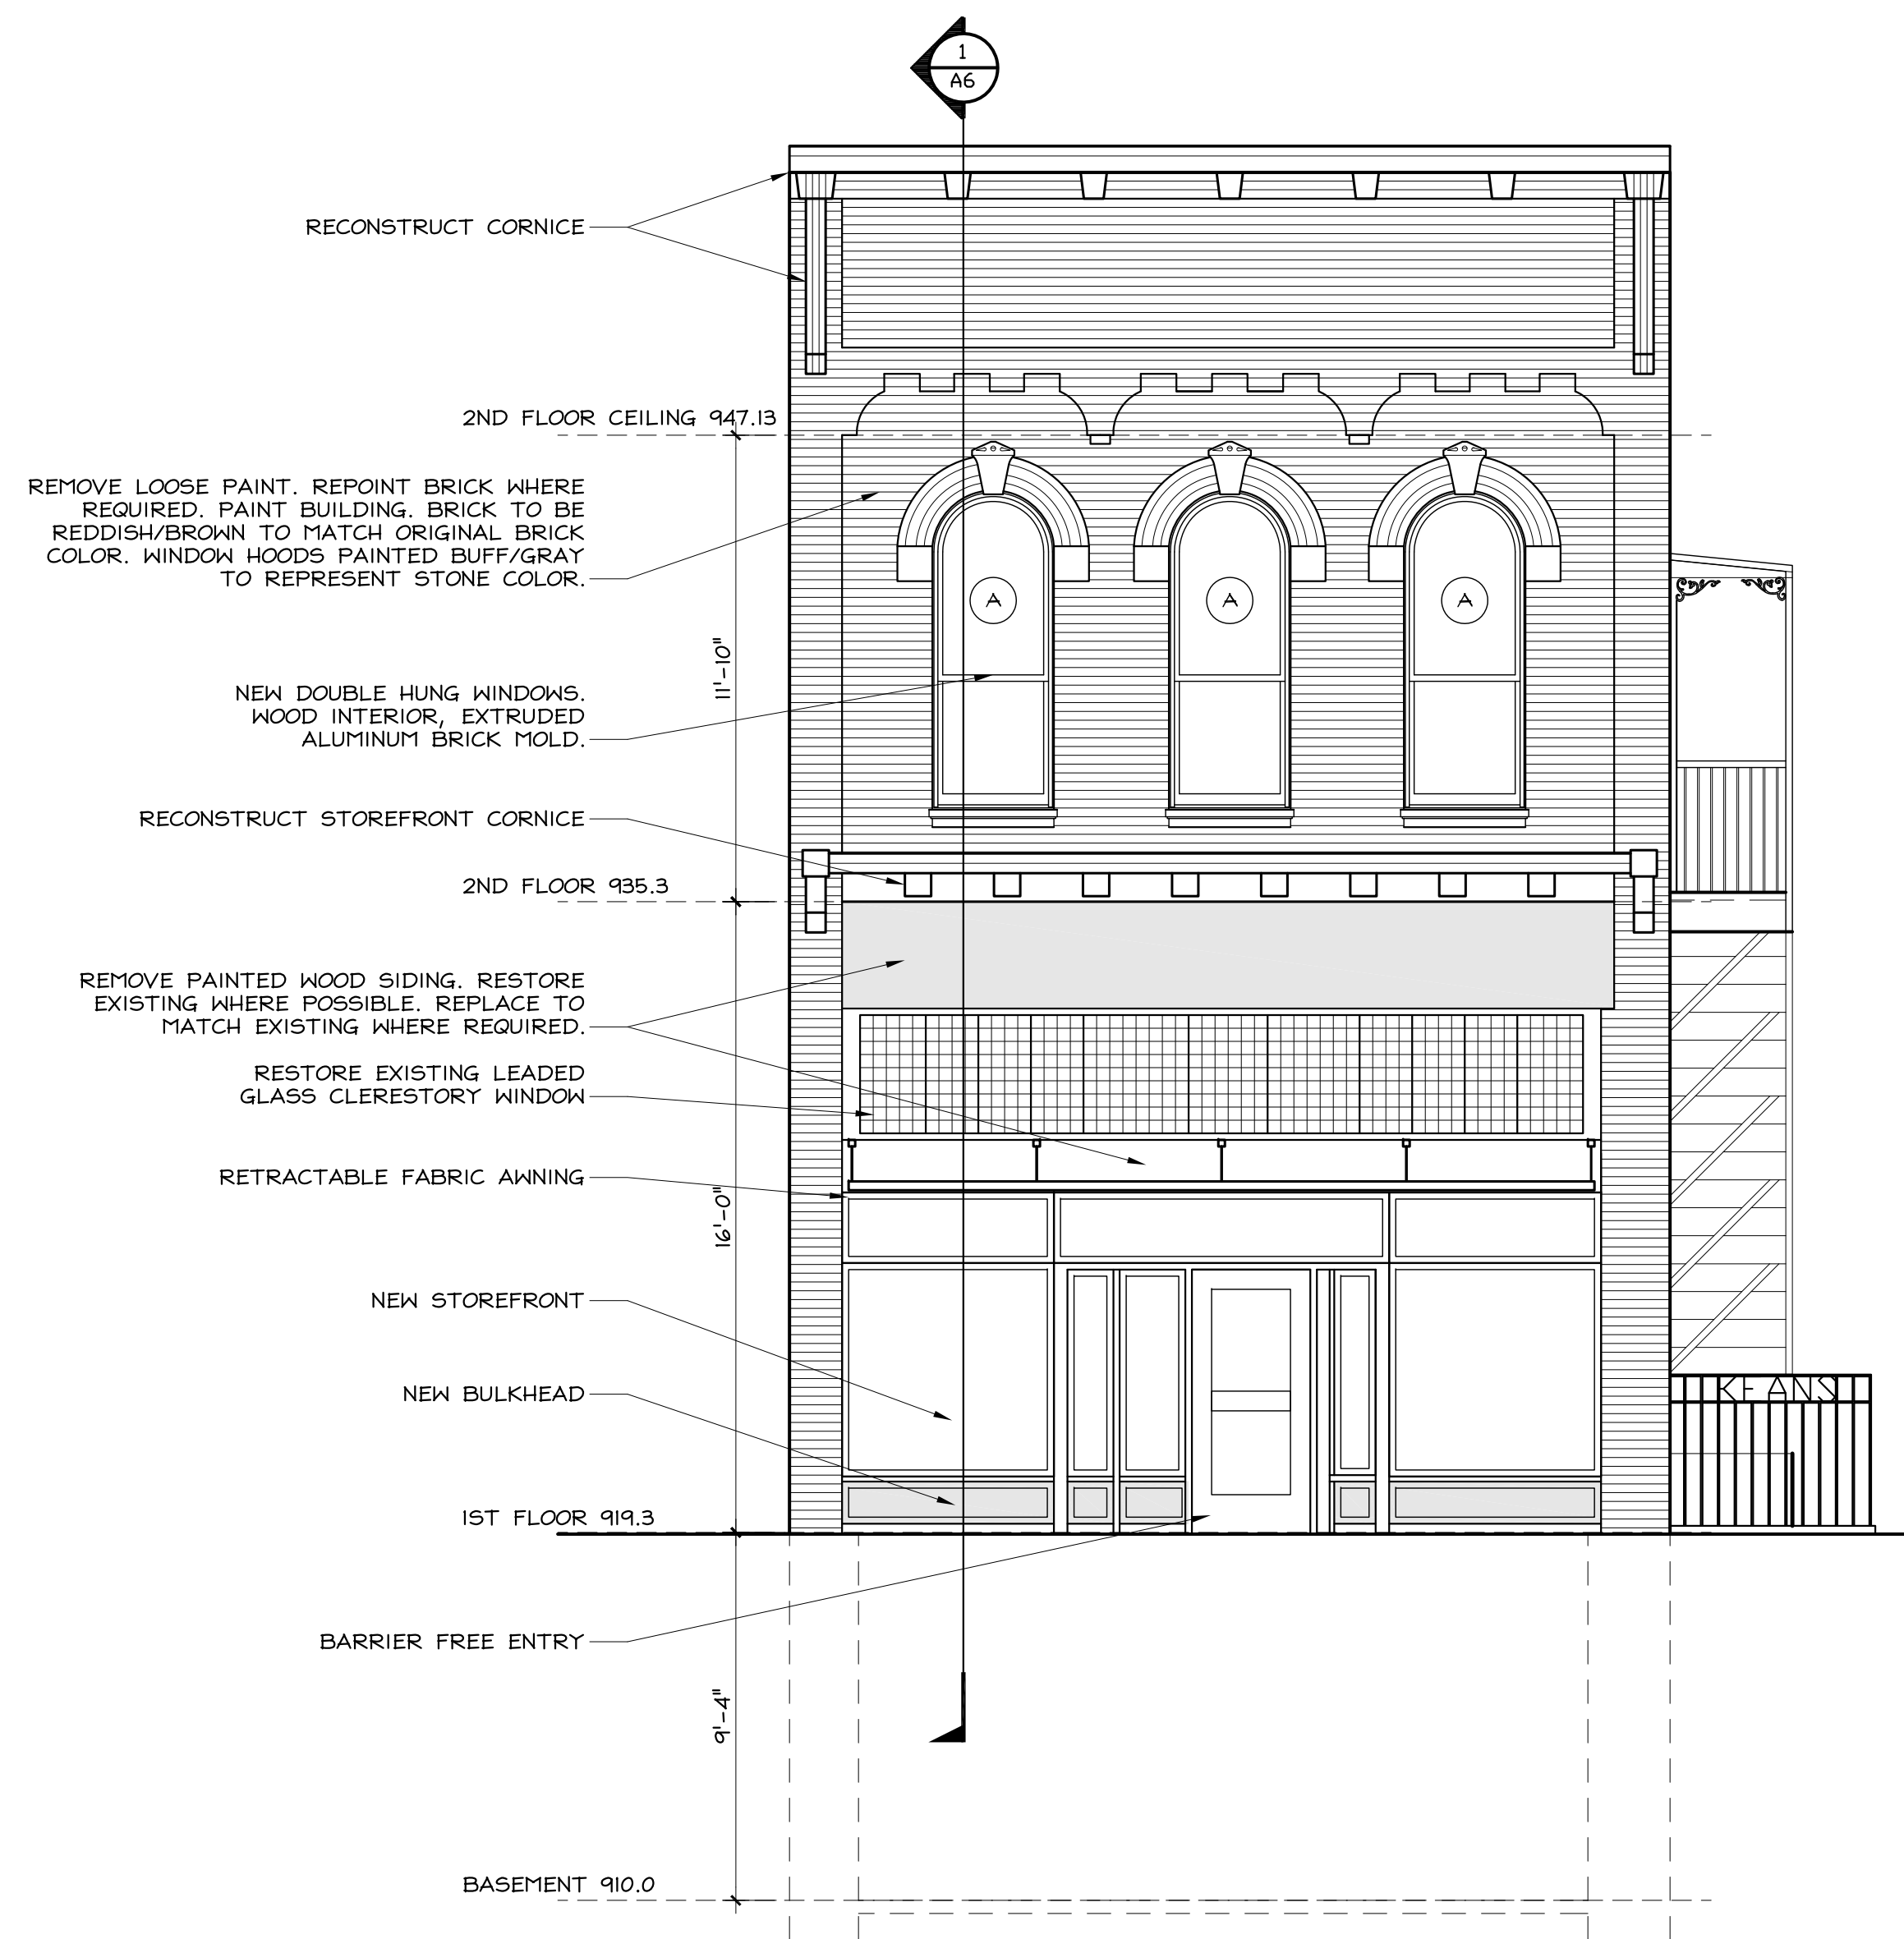 1
A6
RECONSTRUCT CORNICE
2ND FLOOR CEILING 947.13
REMOVE LOOSE PAINT. REPOINT BRICK WHERE
REQUIRED. PAINT BUILDING. BRICK TO BE
REDDISH/BROWN TO MATCH ORIGINAL BRICK
COLOR. WINDOW HOODS PAINTED BUFF/GRAY
TO REPRESENT STONE COLOR.
A A A
11'-10"
NEW DOUBLE HUNG WINDOWS.
WOOD INTERIOR, EXTRUDED
ALUMINUM BRICK MOLD.
RECONSTRUCT STOREFRONT CORNICE
2ND FLOOR 935.3
REMOVE PAINTED WOOD SIDING. RESTORE
EXISTING WHERE POSSIBLE. REPLACE TO
MATCH EXISTING WHERE REQUIRED.
RESTORE EXISTING LEADED
GLASS CLERESTORY WINDOW
RETRACTABLE FABRIC AWNING
16'-0"
NEW STOREFRONT
KEANS
NEW BULKHEAD
1ST FLOOR 919.3
BARRIER FREE ENTRY
9'-4"
BASEMENT 910.0